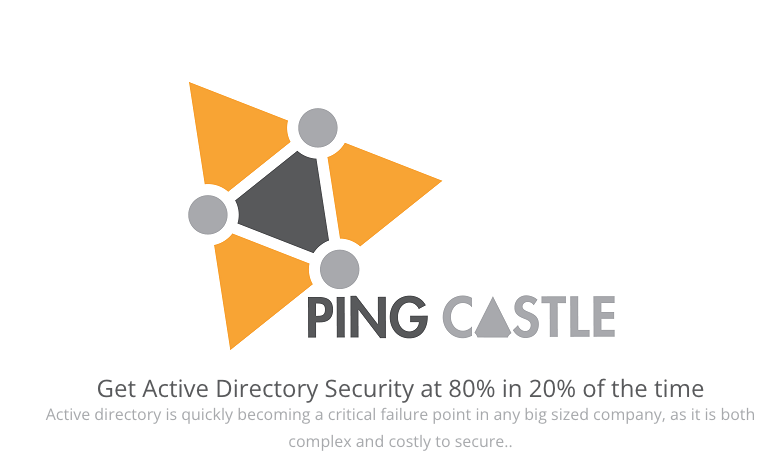 PING CASTLE
Get Active Directory Security at 80% in 20% of the time
Active directory is quickly becoming a critical failure point in any big sized company, as it is both
complex and costly to secure..